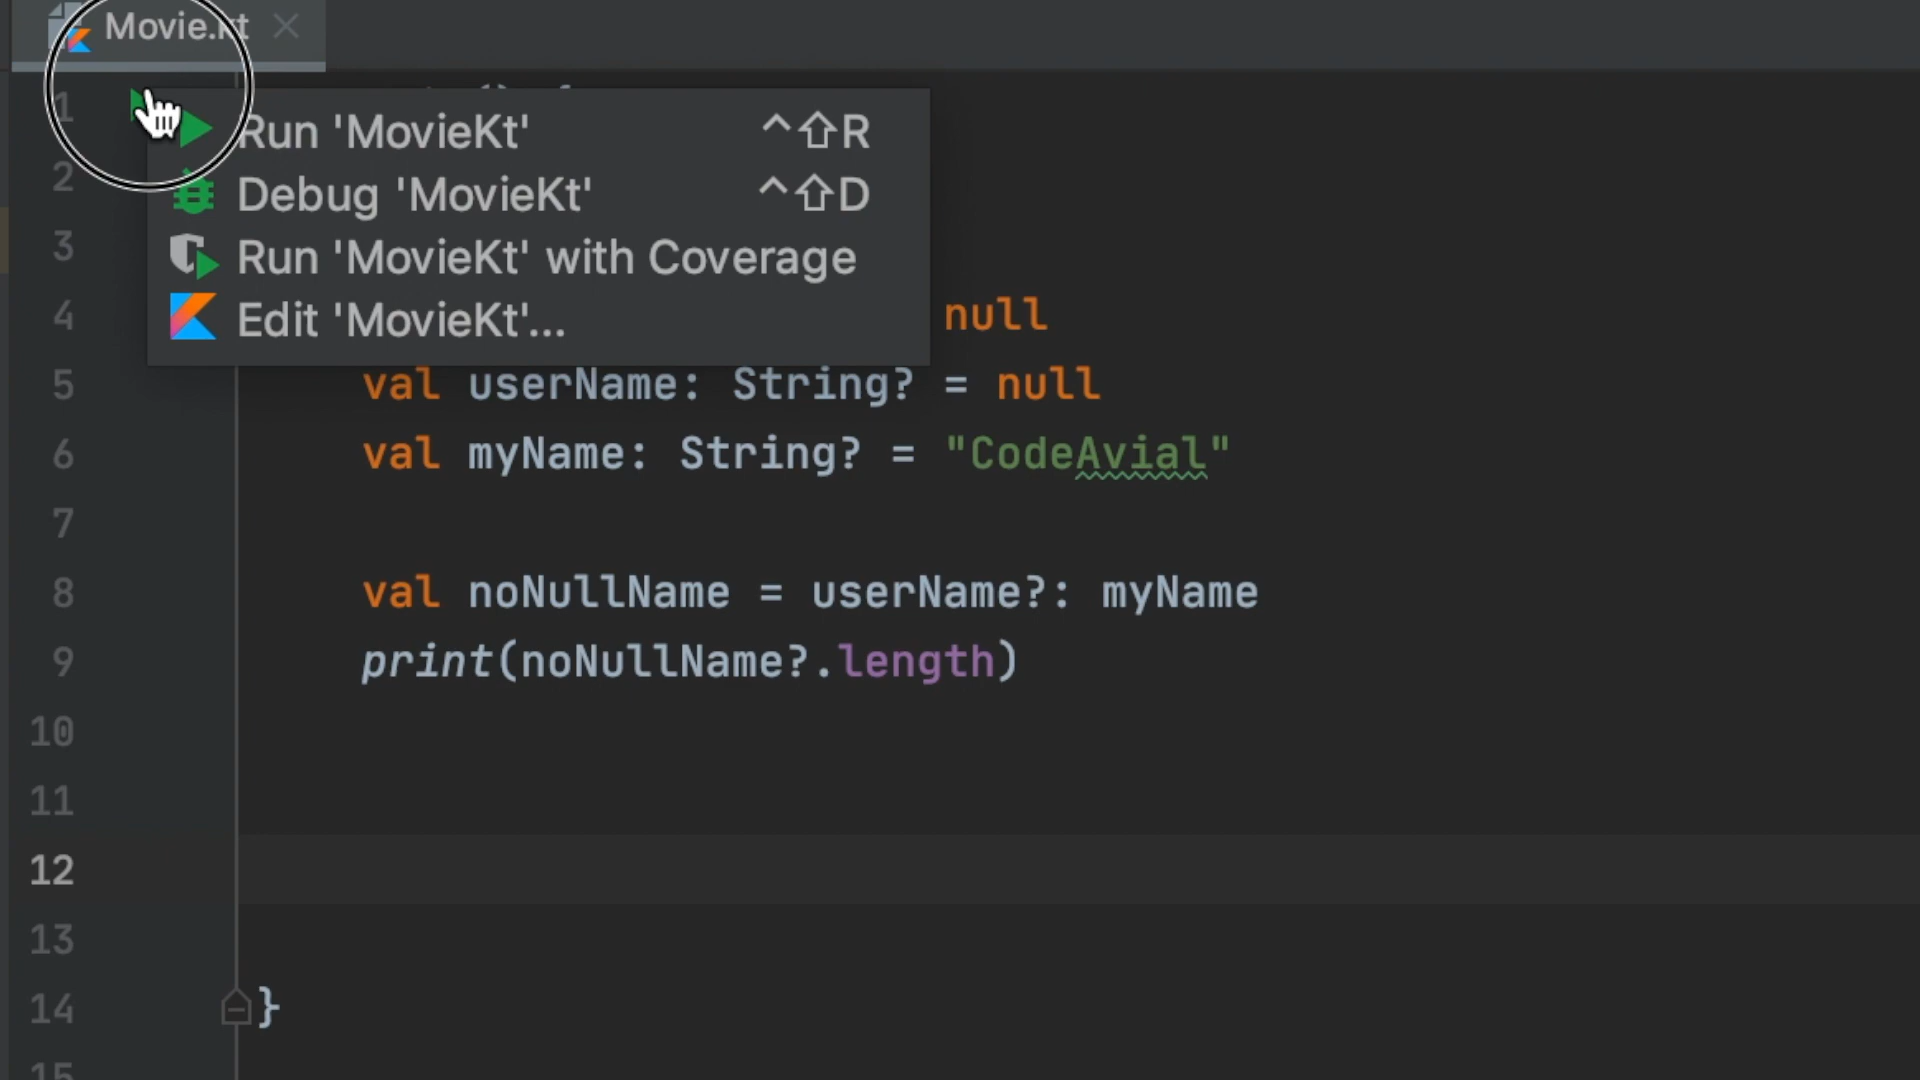 Movie.kt
1
Run 'MovieKt' ^⇧R
2
Debug 'MovieKt' ^⇧D
3
Run 'MovieKt' with Coverage
Edit 'MovieKt'...
4 null
5 val userName: String? = null
6 val myName: String? = "CodeAvial"
7
8 val noNullName = userName?: myName
9 print(noNullName?.length)
10
11
12
13
14 }
15